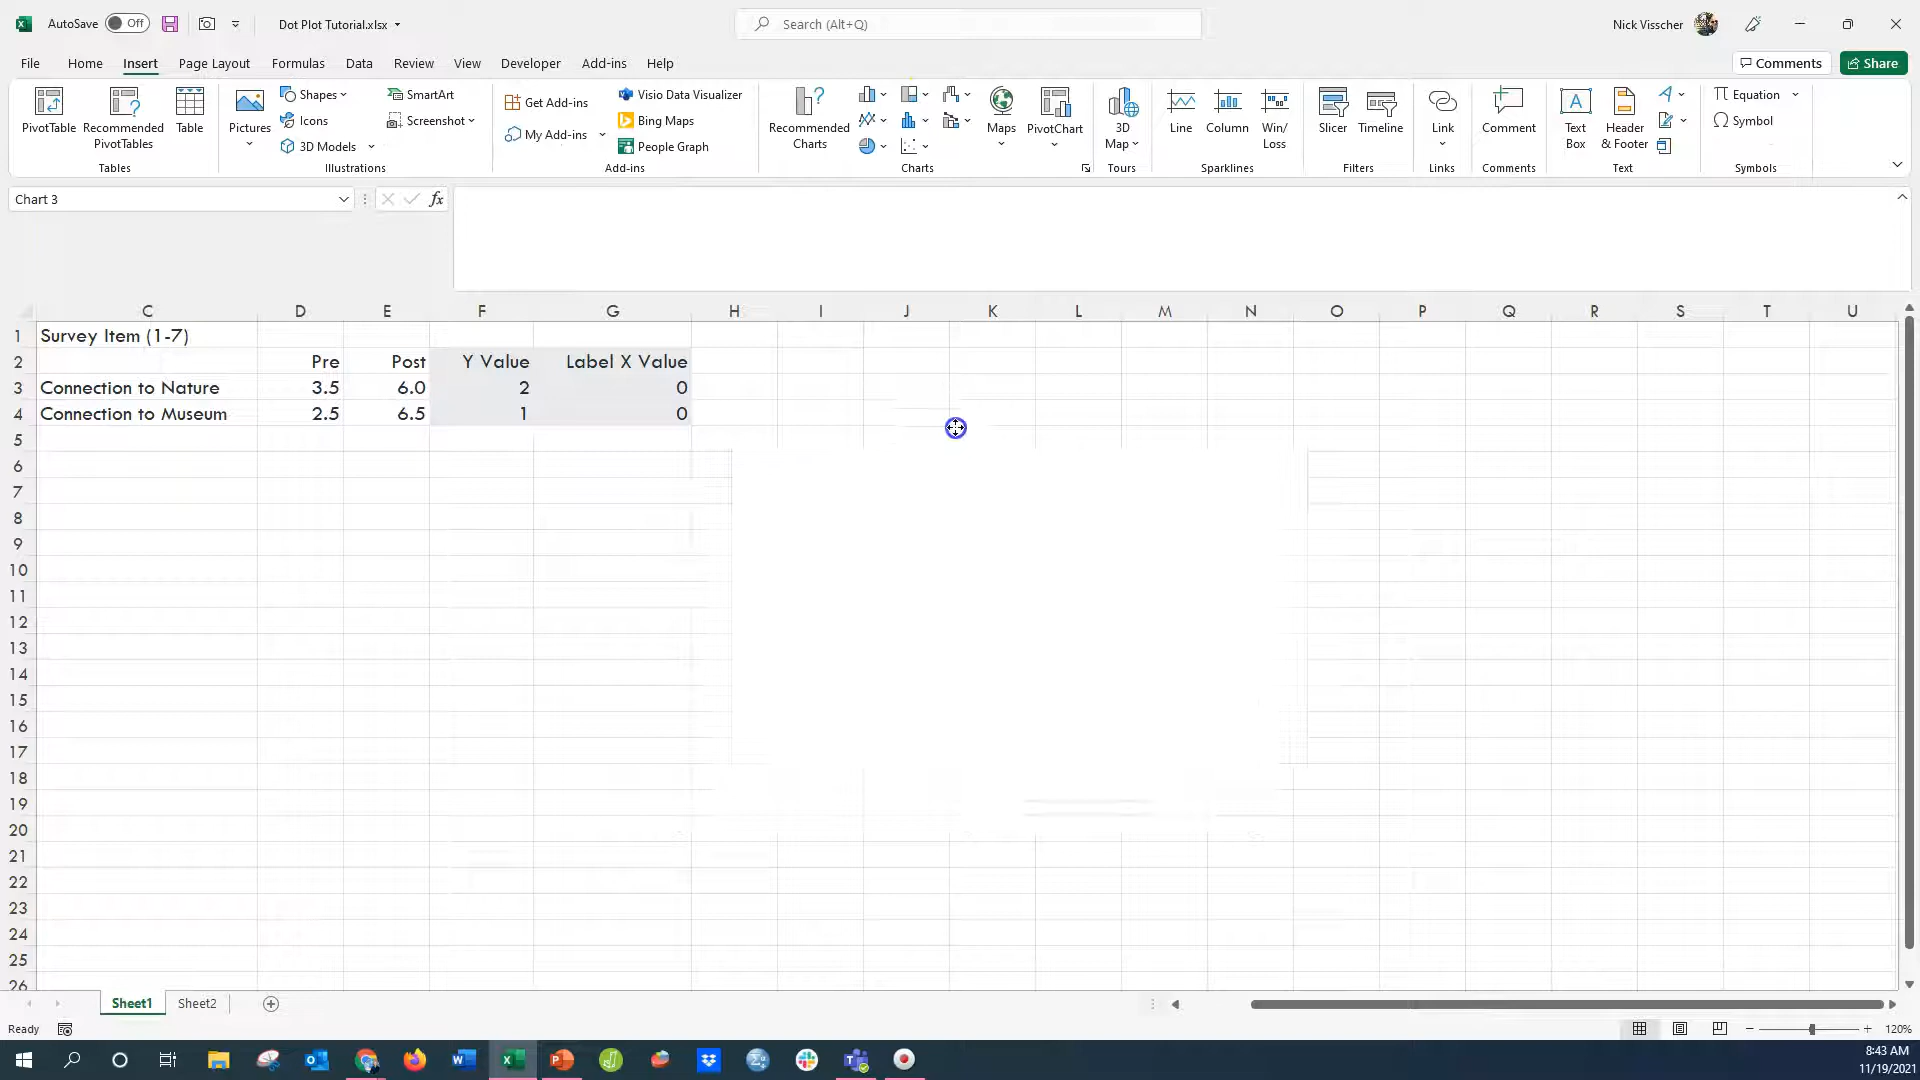 AutoSave Off Dot Plot Tutorial.xlsx Search (Alt+Q) Nick Visscher
File Home Insert Page Layout Formulas Data Review View Developer Add-ins Help Comments Share
PivotTable Recommended PivotTables Table Pictures Shapes Icons 3D Models SmartArt Screenshot Get Add-ins My Add-ins Visio Data Visualizer Bing Maps People Graph Recommended Charts Maps PivotChart 3D Map Line Column Win/Loss Slicer Timeline Link Comment Text Box Header & Footer Equation Symbol
Tables Illustrations Add-ins Charts Tours Sparklines Filters Links Comments Text Symbols
Chart 3 fx
C D E F G H I J K L M N O P Q R S T U
1 Survey Item (1-7)
2 Pre Post Y Value Label X Value
3 Connection to Nature 3.5 6.0 2 0
4 Connection to Museum 2.5 6.5 1 0
5
6
7
8
9
10
11
12
13
14
15
16
17
18
19
20
21
22
23
24
25
26
Sheet1 Sheet2
Ready 120%
8:43 AM
11/19/2021